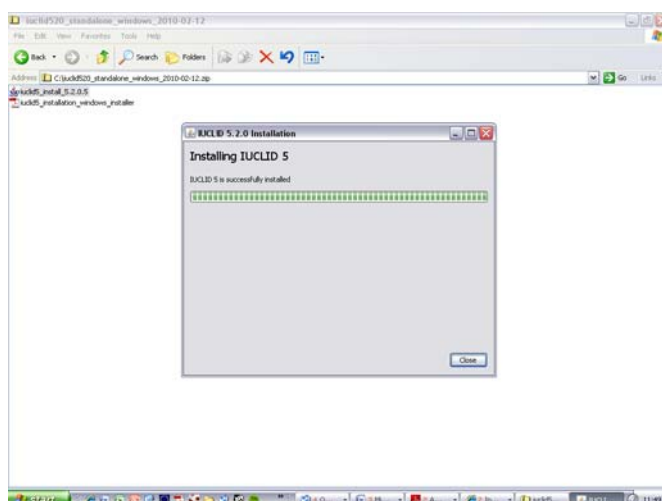 iuclid520_standalone_windows_2010-02-12
File Edit View Favorites Tools Help
Back Search Folders
Address C:\iuclid520_standalone_windows_2010-02-12.zip Go Links
iuclid5_install_5.2.0.5
iuclid5_installation_windows_installer
IUCLID 5.2.0 Installation
Installing IUCLID 5
IUCLID 5 is successfully installed
Close
start